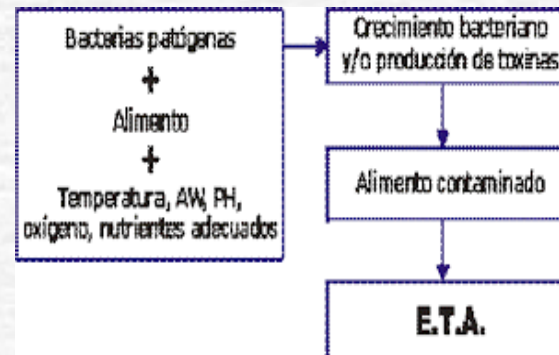 Bacterias patógenas
+
Alimento
+
Temperatura, AW, PH,
oxígeno, nutrientes adecuados
Crecimiento bacteriano
y/o producción de toxinas
Alimento contaminado
E.T.A.